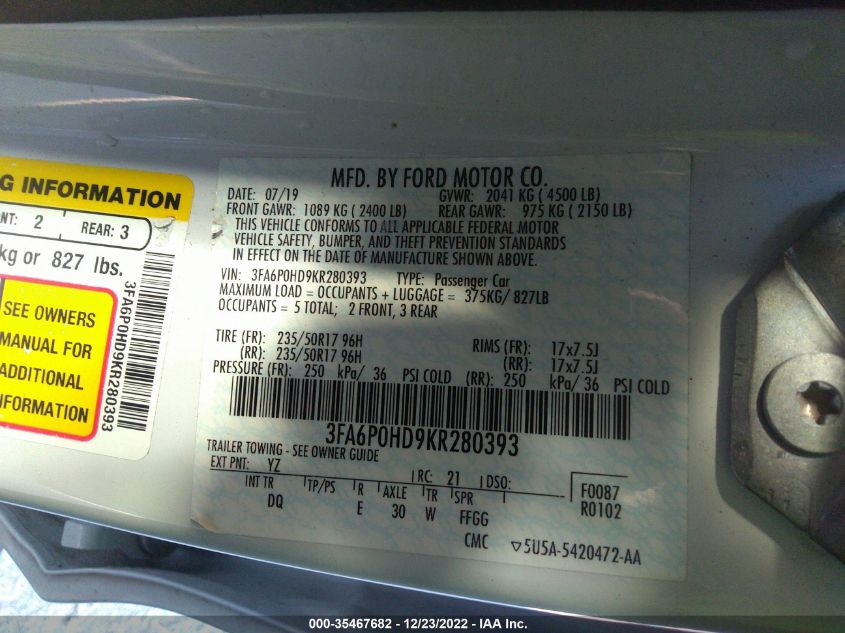 G INFORMATION
NT: 2 REAR: 3
kg or 827 lbs.
SEE OWNERS
MANUAL FOR
ADDITIONAL
INFORMATION
3FA6P0HD9KR280393
MFD. BY FORD MOTOR CO.
DATE: 07/19 GVWR: 2041 KG ( 4500 LB)
FRONT GAWR: 1089 KG ( 2400 LB) REAR GAWR: 975 KG ( 2150 LB)
THIS VEHICLE CONFORMS TO ALL APPLICABLE FEDERAL MOTOR
VEHICLE SAFETY, BUMPER, AND THEFT PREVENTION STANDARDS
IN EFFECT ON THE DATE OF MANUFACTURE SHOWN ABOVE.
VIN: 3FA6P0HD9KR280393 TYPE: Passenger Car
MAXIMUM LOAD = OCCUPANTS + LUGGAGE = 375KG/ 827LB
OCCUPANTS = 5 TOTAL; 2 FRONT, 3 REAR
TIRE (FR): 235/50R17 96H RIMS (FR): 17x7.5J
(RR): 235/50R17 96H (RR): 17x7.5J
PRESSURE (FR): 250 kPa/ 36 PSI COLD (RR): 250 kPa/ 36 PSI COLD
3FA6P0HD9KR280393
TRAILER TOWING - SEE OWNER GUIDE
EXT PNT: YZ RC: 21 DSO:
INT TR TP/PS R AXLE TR SPR
DQ E 30 W FFGG
F0087
R0102
CMC ▽5U5A-5420472-AA
000-35467682 - 12/23/2022 - IAA Inc.